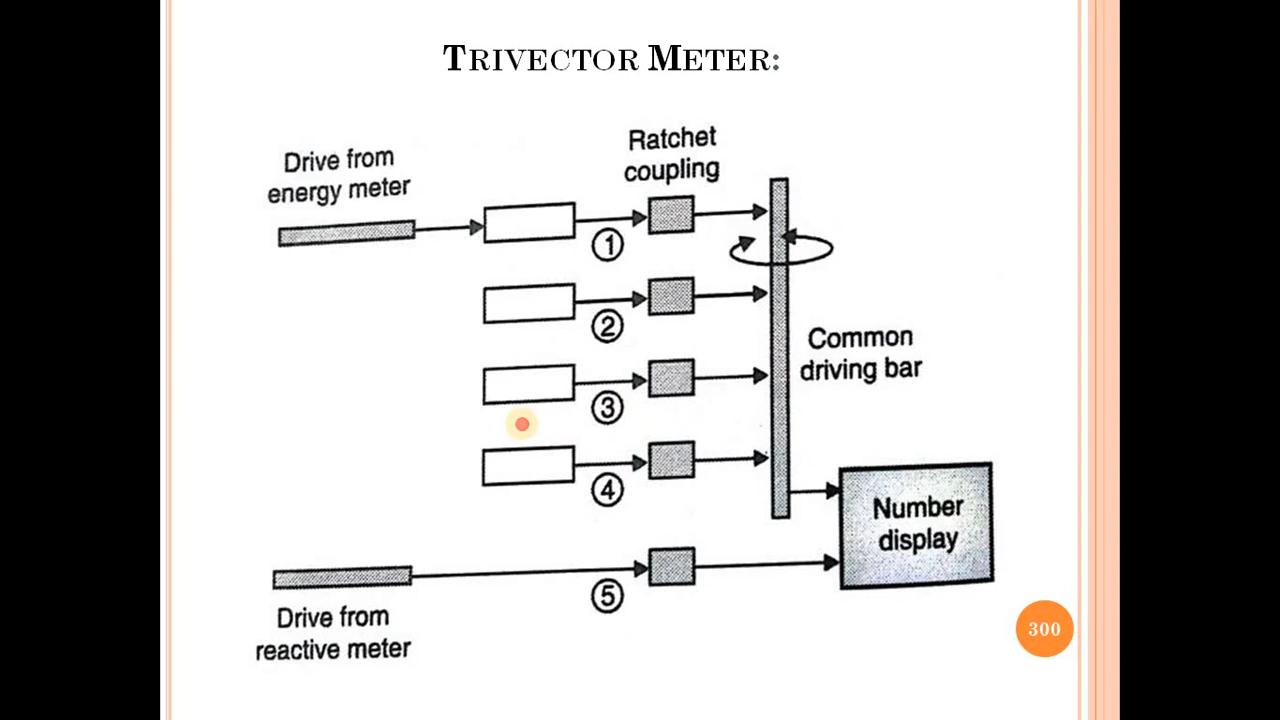 TRIVECTOR METER:
Drive from
energy meter
Ratchet
coupling
1
2
3
4
Common
driving bar
Number
display
5
Drive from
reactive meter
300